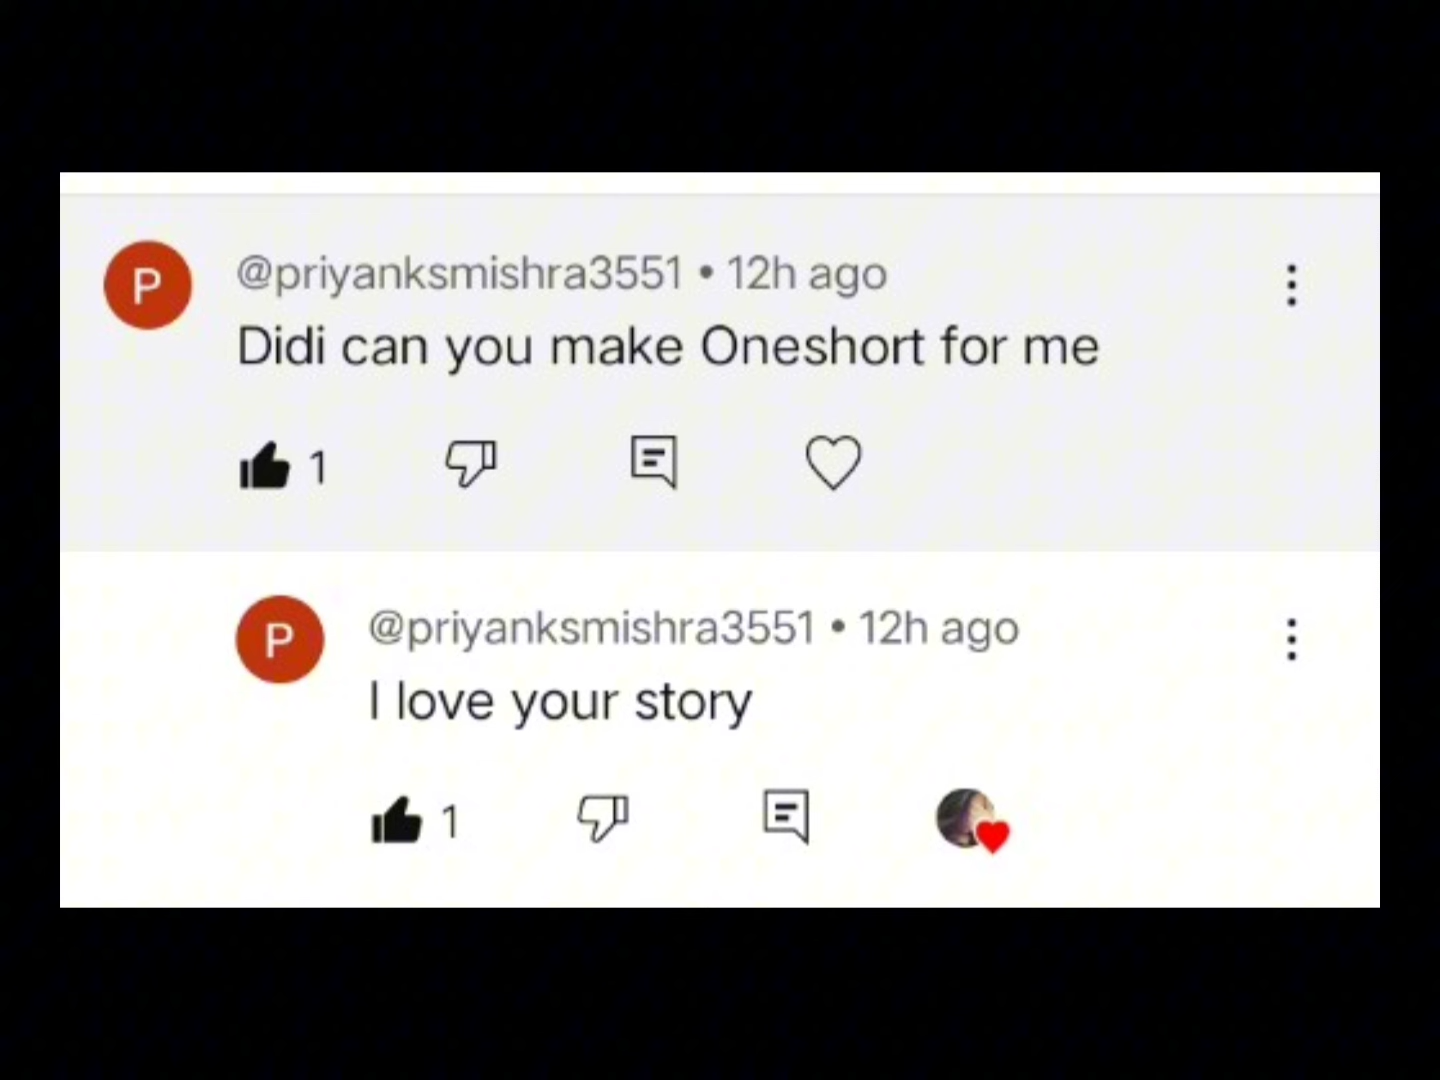 P
@priyanksmishra3551 • 12h ago
Didi can you make Oneshort for me
1
P
@priyanksmishra3551 • 12h ago
I love your story
1